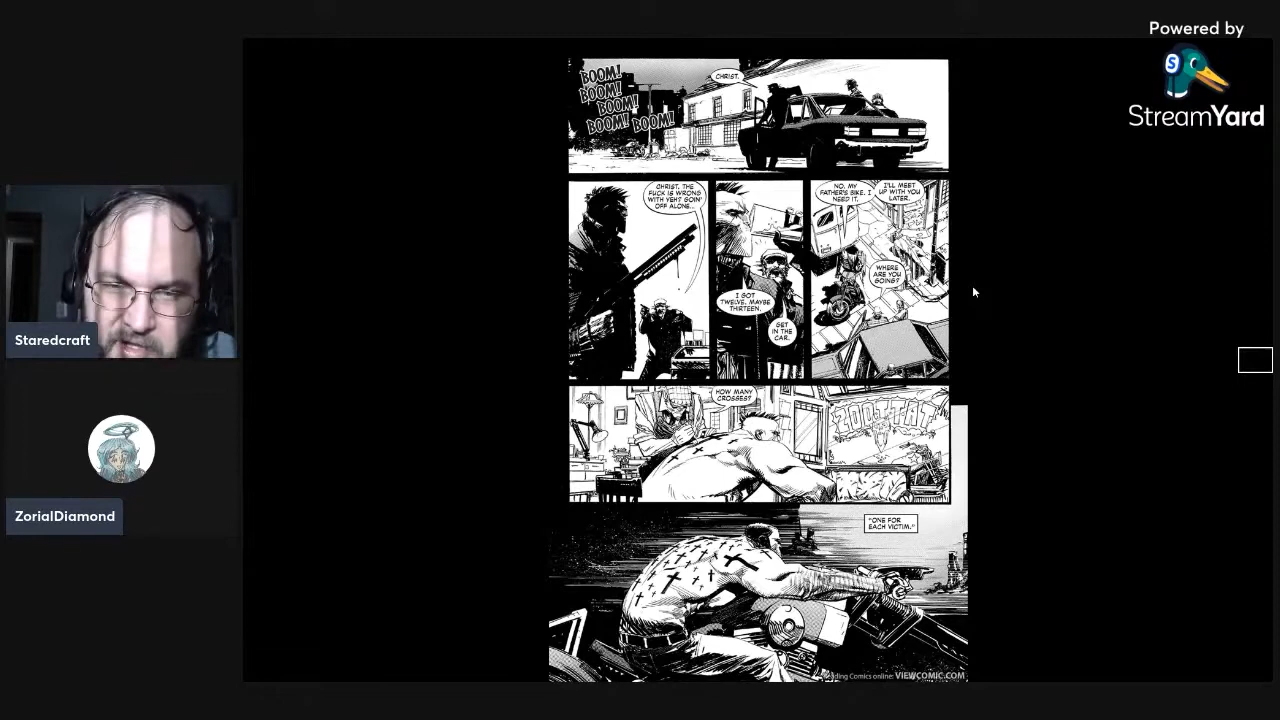 Powered by
StreamYard
BOOM!
BOOM!
BOOM!
BOOM! BOOM!
CHRIST.
CHRIST. THE
FUCK IS WRONG
WITH YEH? GOIN'
OFF ALONE...
I GOT
TWELVE, MAYBE
THIRTEEN.
GET
IN THE
CAR.
NO. MY
FATHER'S BIKE. I
NEED IT.
I'LL MEET
UP WITH YOU
LATER.
WHERE
ARE YOU
GOING?
HOW MANY
CROSSES?
"ONE FOR
EACH VICTIM."
Comics online: VIEWCOMIC.COM
Staredcraft
ZorialDiamond